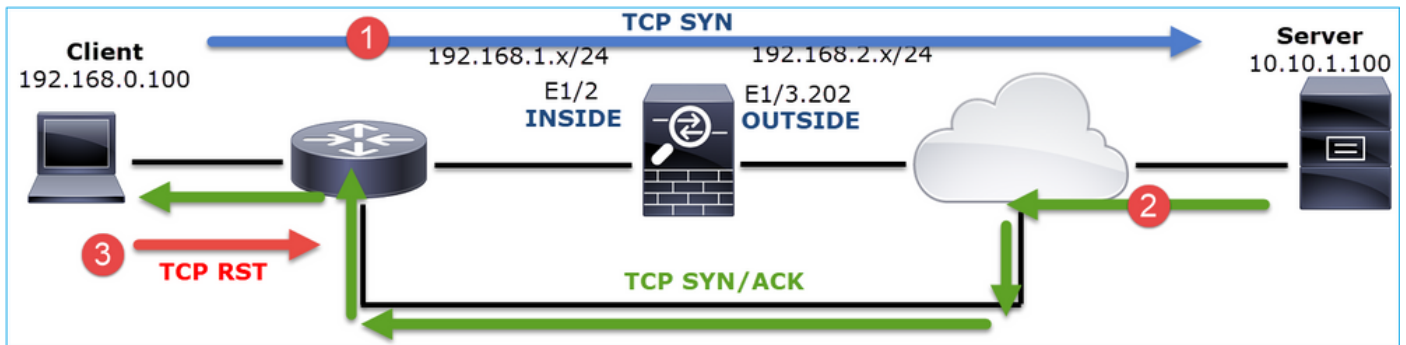 TCP SYN
1
Client
192.168.0.100
192.168.1.x/24
192.168.2.x/24
Server
10.10.1.100
E1/2
INSIDE
E1/3.202
OUTSIDE
2
3
TCP RST
TCP SYN/ACK